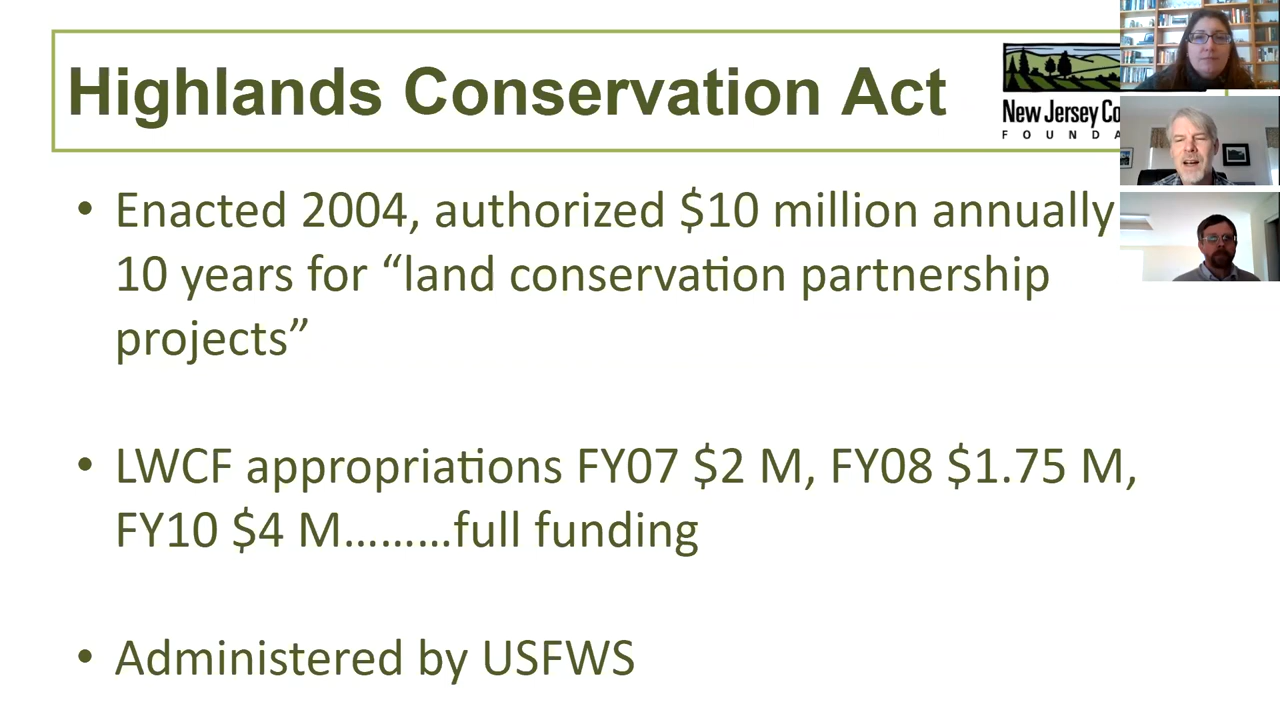 Highlands Conservation Act
New Jersey Co
FOUNDA
• Enacted 2004, authorized $10 million annually
10 years for “land conservation partnership
projects”
• LWCF appropriations FY07 $2 M, FY08 $1.75 M,
FY10 $4 M.........full funding
• Administered by USFWS